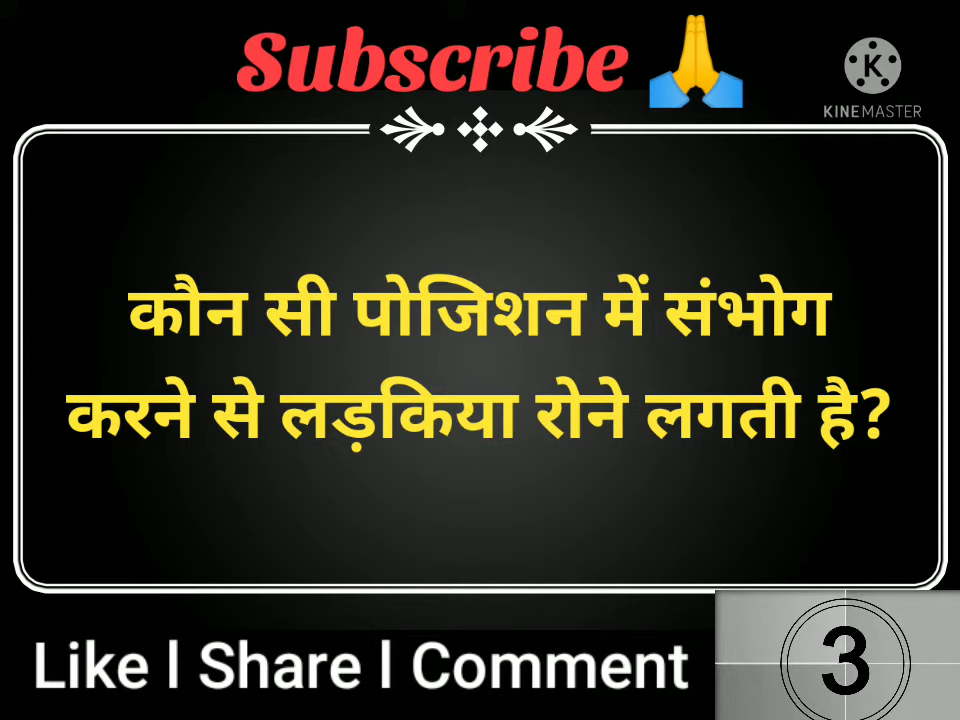 Subscribe 🙏
KINEMASTER
कौन सी पोजिशन में संभोग
करने से लड़किया रोने लगती है?
Like l Share l Comment
3